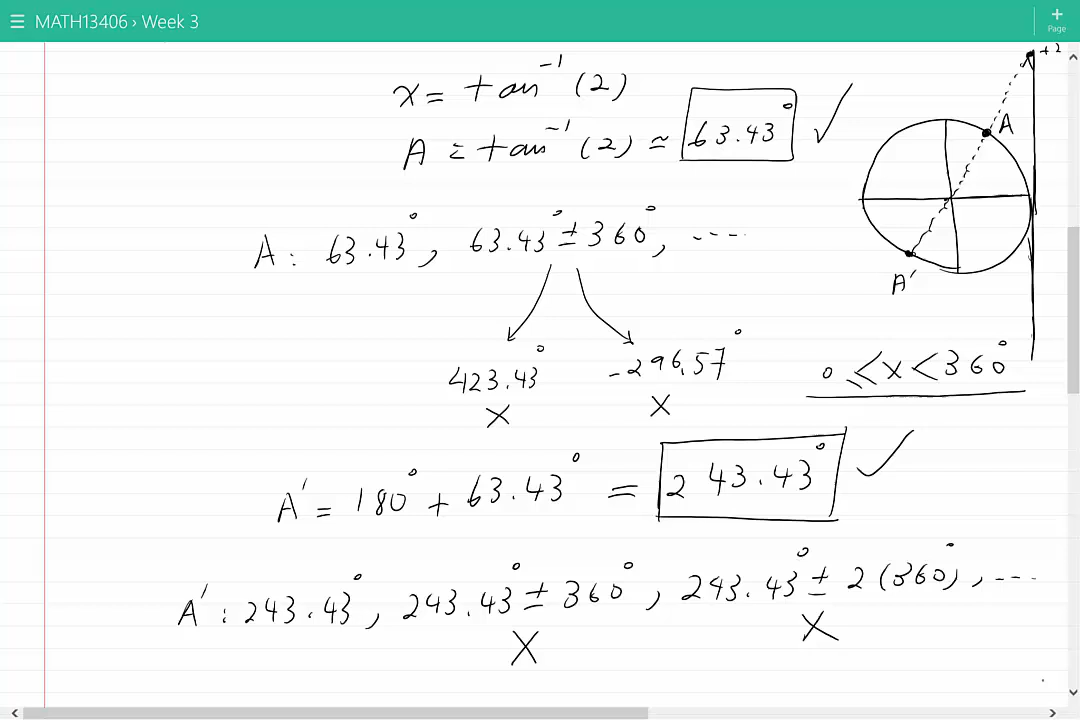 ☰ MATH13406 › Week 3
+ Page
x = tan⁻¹(2)
+2
A = tan⁻¹(2) ≈ 63.43° ✓
A
A: 63.43°, 63.43° ± 360°, ....
A'
423.43° -296.57°
X X
0 ≤ x < 360°
A' = 180° + 63.43° = 243.43° ✓
A': 243.43°, 243.43° ± 360°, 243.43° ± 2(360°), ....
X X